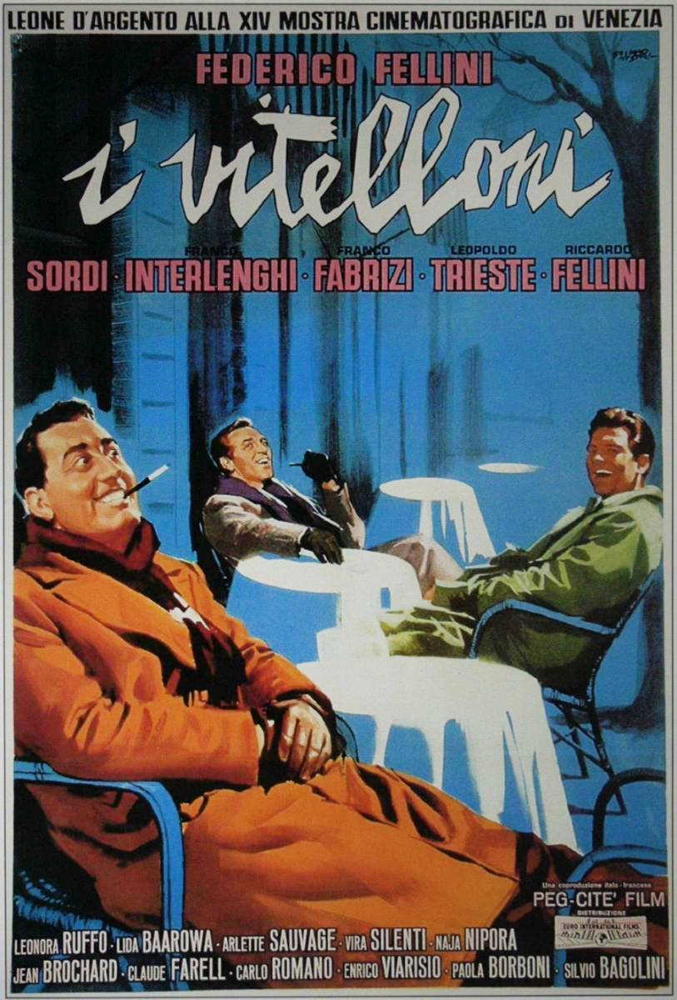 LEONE D'ARGENTO ALLA XIV MOSTRA CINEMATOGRAFICA di VENEZIA
FEDERICO FELLINI
i vitelloni
FRANCO FRANCO LEOPOLDO RICCARDO
SORDI · INTERLENGHI · FABRIZI · TRIESTE · FELLINI
Una coproduzione italo-francese
PEG-CITE' FILM
DISTRIBUZIONE
EURO INTERNATIONAL FILMS
LEONORA RUFFO · LIDA BAAROWA · ARLETTE SAUVAGE · VIRA SILENTI · NAJA NIPORA
JEAN BROCHARD · CLAUDE FARELL · CARLO ROMANO · ENRICO VIARISIO · PAOLA BORBONI · SILVIO BAGOLINI